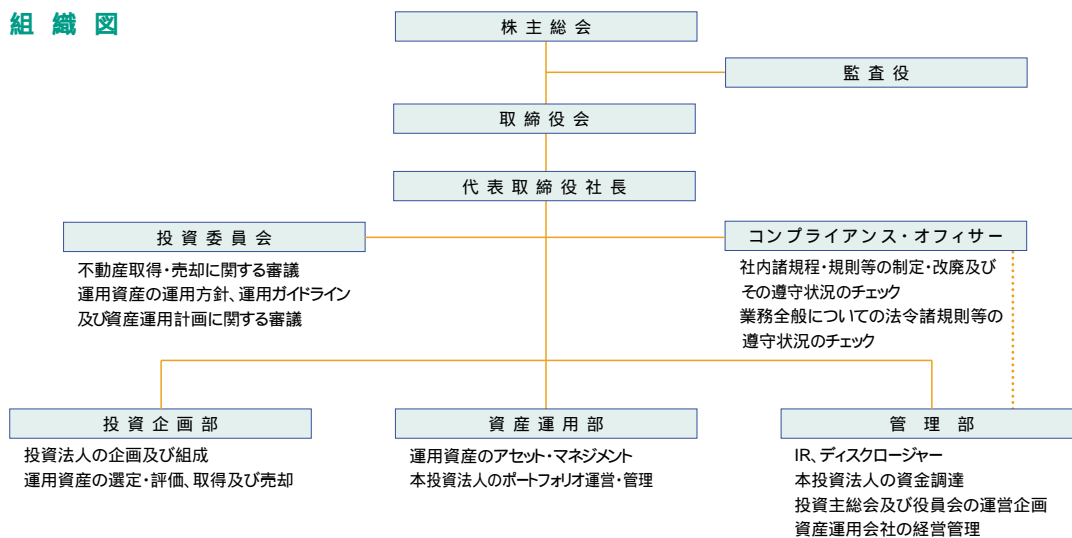 組織図
株主総会
監査役
取締役会
代表取締役社長
投資委員会
不動産取得・売却に関する審議
運用資産の運用方針、運用ガイドライン
及び資産運用計画に関する審議
コンプライアンス・オフィサー
社内諸規程・規則等の制定・改廃及び
その遵守状況のチェック
業務全般についての法令諸規則等の
遵守状況のチェック
投資企画部
投資法人の企画及び組成
運用資産の選定・評価、取得及び売却
資産運用部
運用資産のアセット・マネジメント
本投資法人のポートフォリオ運営・管理
管理部
IR、ディスクロージャー
本投資法人の資金調達
投資主総会及び役員会の運営企画
資産運用会社の経営管理